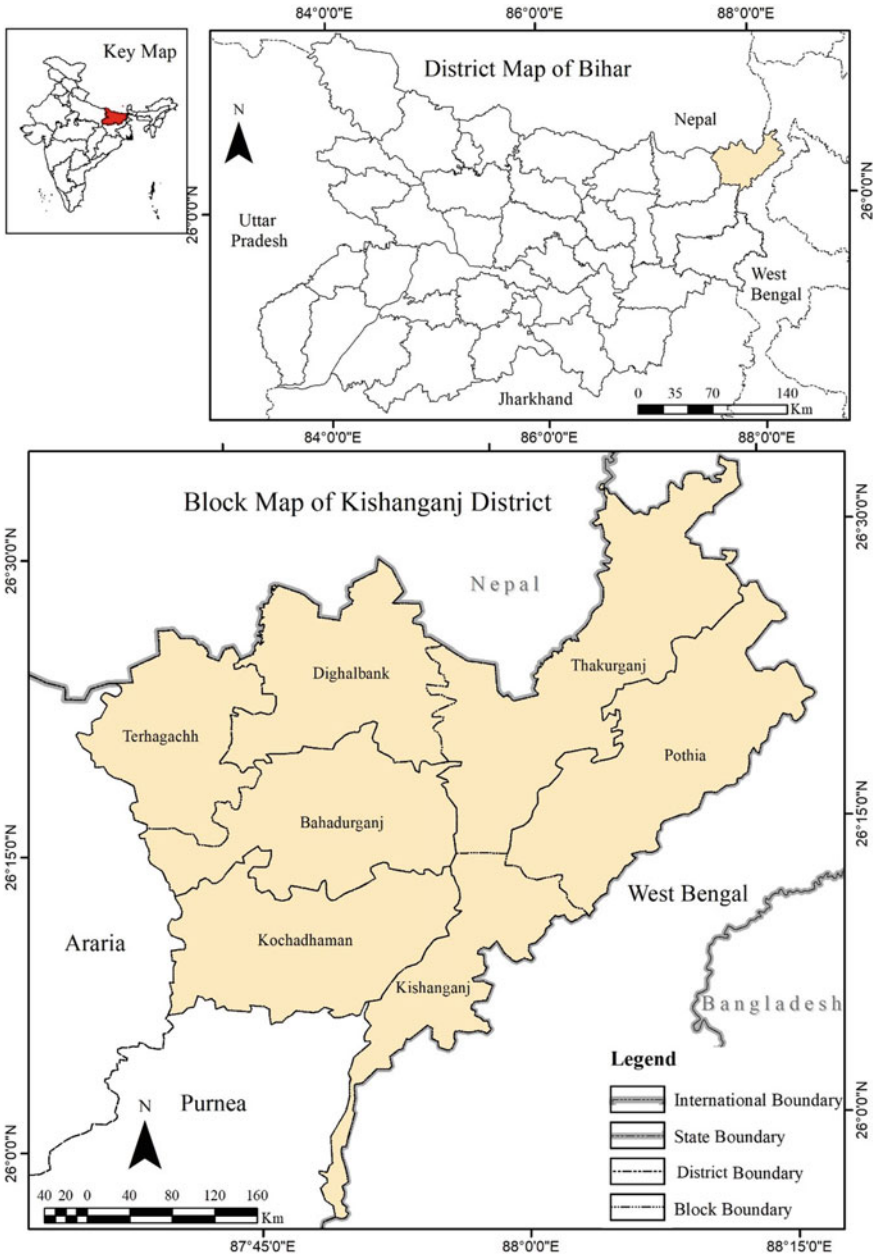 Key Map
84°0'0"E 86°0'0"E 88°0'0"E
District Map of Bihar
N
Nepal
26°0'0"N
26°0'0"N
Uttar
Pradesh
West
Bengal
Jharkhand
0 35 70 140
Km
84°0'0"E 86°0'0"E 88°0'0"E
Block Map of Kishanganj District
26°30'0"N
26°30'0"N
Nepal
Thakurganj
Dighalbank
Terhagachh
Pothia
Bahadurganj
26°15'0"N
26°15'0"N
West Bengal
Araria
Kochadhaman
Kishanganj
Bangladesh
Legend
International Boundary
State Boundary
District Boundary
Block Boundary
Purnea
N
26°0'0"N
26°0'0"N
40 20 0 40 80 120 160
Km
87°45'0"E 88°0'0"E 88°15'0"E